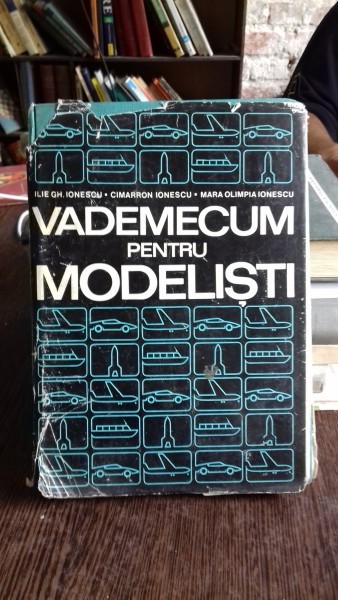 ILIE GH. IONESCU • CIMARRON IONESCU • MARA OLIMPIA IONESCU
VADEMECUM
PENTRU
MODELIȘTI